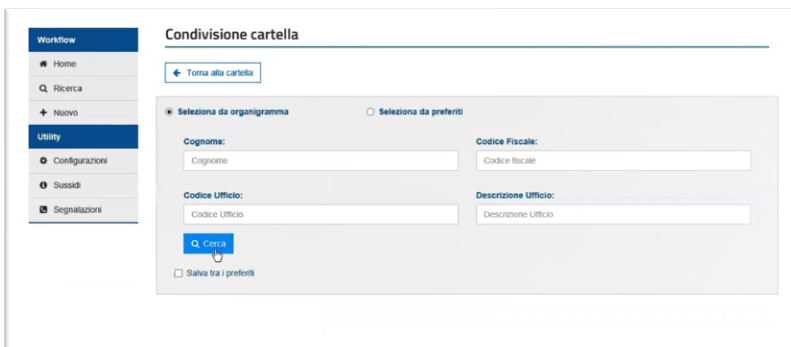 Workflow
Home
Ricerca
Nuovo
Utility
Configurazioni
Sussidi
Segnalazioni
Condivisione cartella
Torna alla cartella
Seleziona da organigramma
Seleziona da preferiti
Cognome:
Codice Fiscale:
Cognome
Codice fiscale
Codice Ufficio:
Descrizione Ufficio:
Codice Ufficio
Descrizione Ufficio
Cerca
Salva tra i preferiti